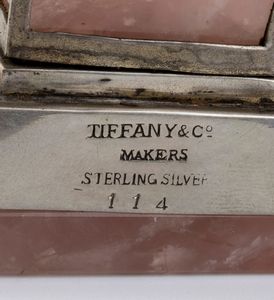 TIFFANY & Co
MAKERS
STERLING SILVER
114